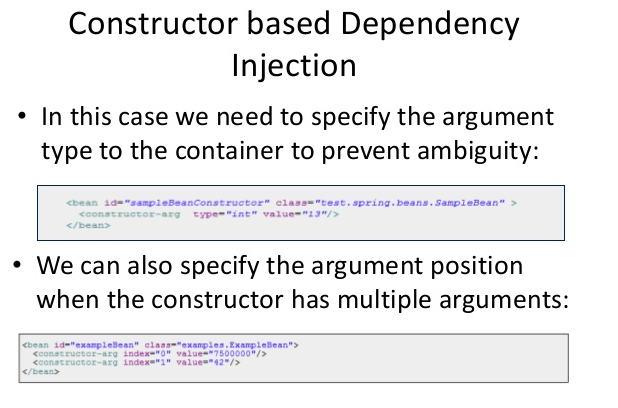 Constructor based Dependency
Injection
• In this case we need to specify the argument
type to the container to prevent ambiguity:
<bean id="sampleBeanConstructor" class="test.spring.beans.SampleBean" >
<constructor-arg type="int" value="13"/>
</bean>
• We can also specify the argument position
when the constructor has multiple arguments:
<bean id="exampleBean" class="examples.ExampleBean">
<constructor-arg index="0" value="7500000"/>
<constructor-arg index="1" value="42"/>
</bean>